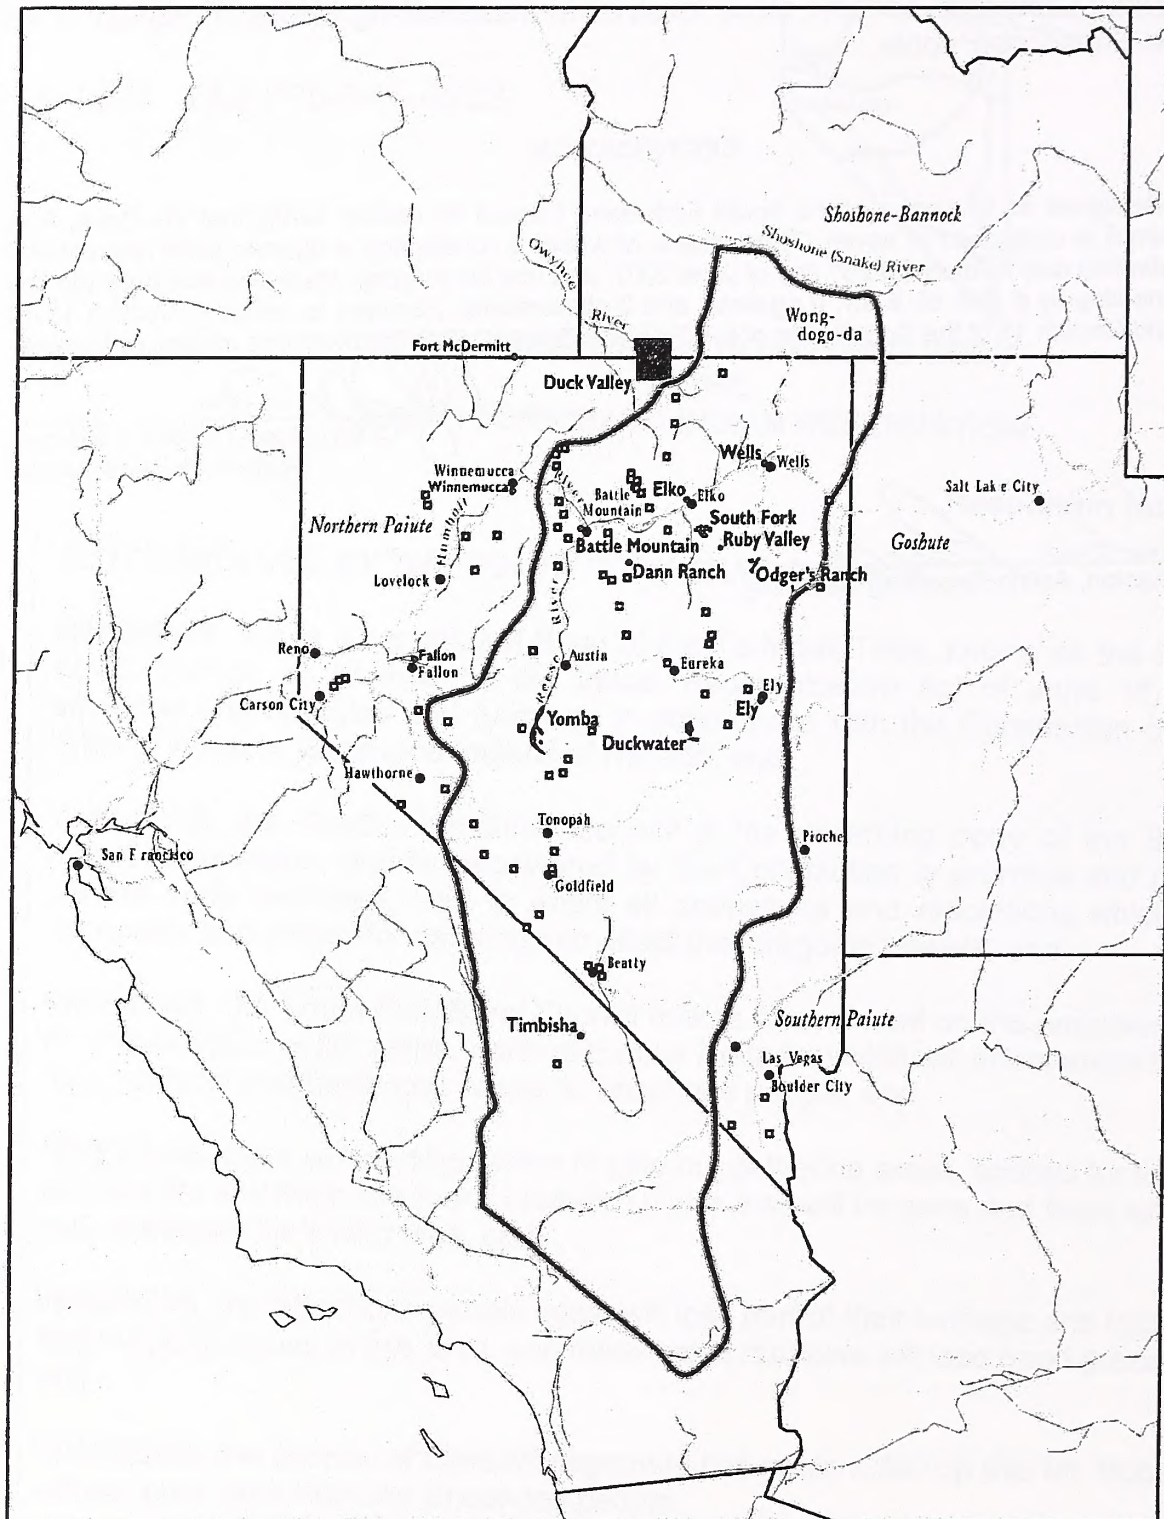 Shoshone-Bannock
Shoshone (Snake) River
Owyhee
River
Wong-
dogo-da
Fort McDermitt
Duck Valley
Wells
Wells
Winnemucca
Winnemucca
River
Battle
Mountain
Elko
Elko
Salt Lake City
Northern Paiute
Humbolt
South Fork
Ruby Valley
Goshute
Battle Mountain
Dann Ranch
Odger's Ranch
Lovelock
River
Reese
Reno
Fallon
Fallon
Austin
Eureka
Carson City
Ely
Ely
Yomba
Duckwater
Hawthorne
Tonopah
Pioche
San Francisco
Goldfield
Beatty
Timbisha
Southern Paiute
Las Vegas
Boulder City